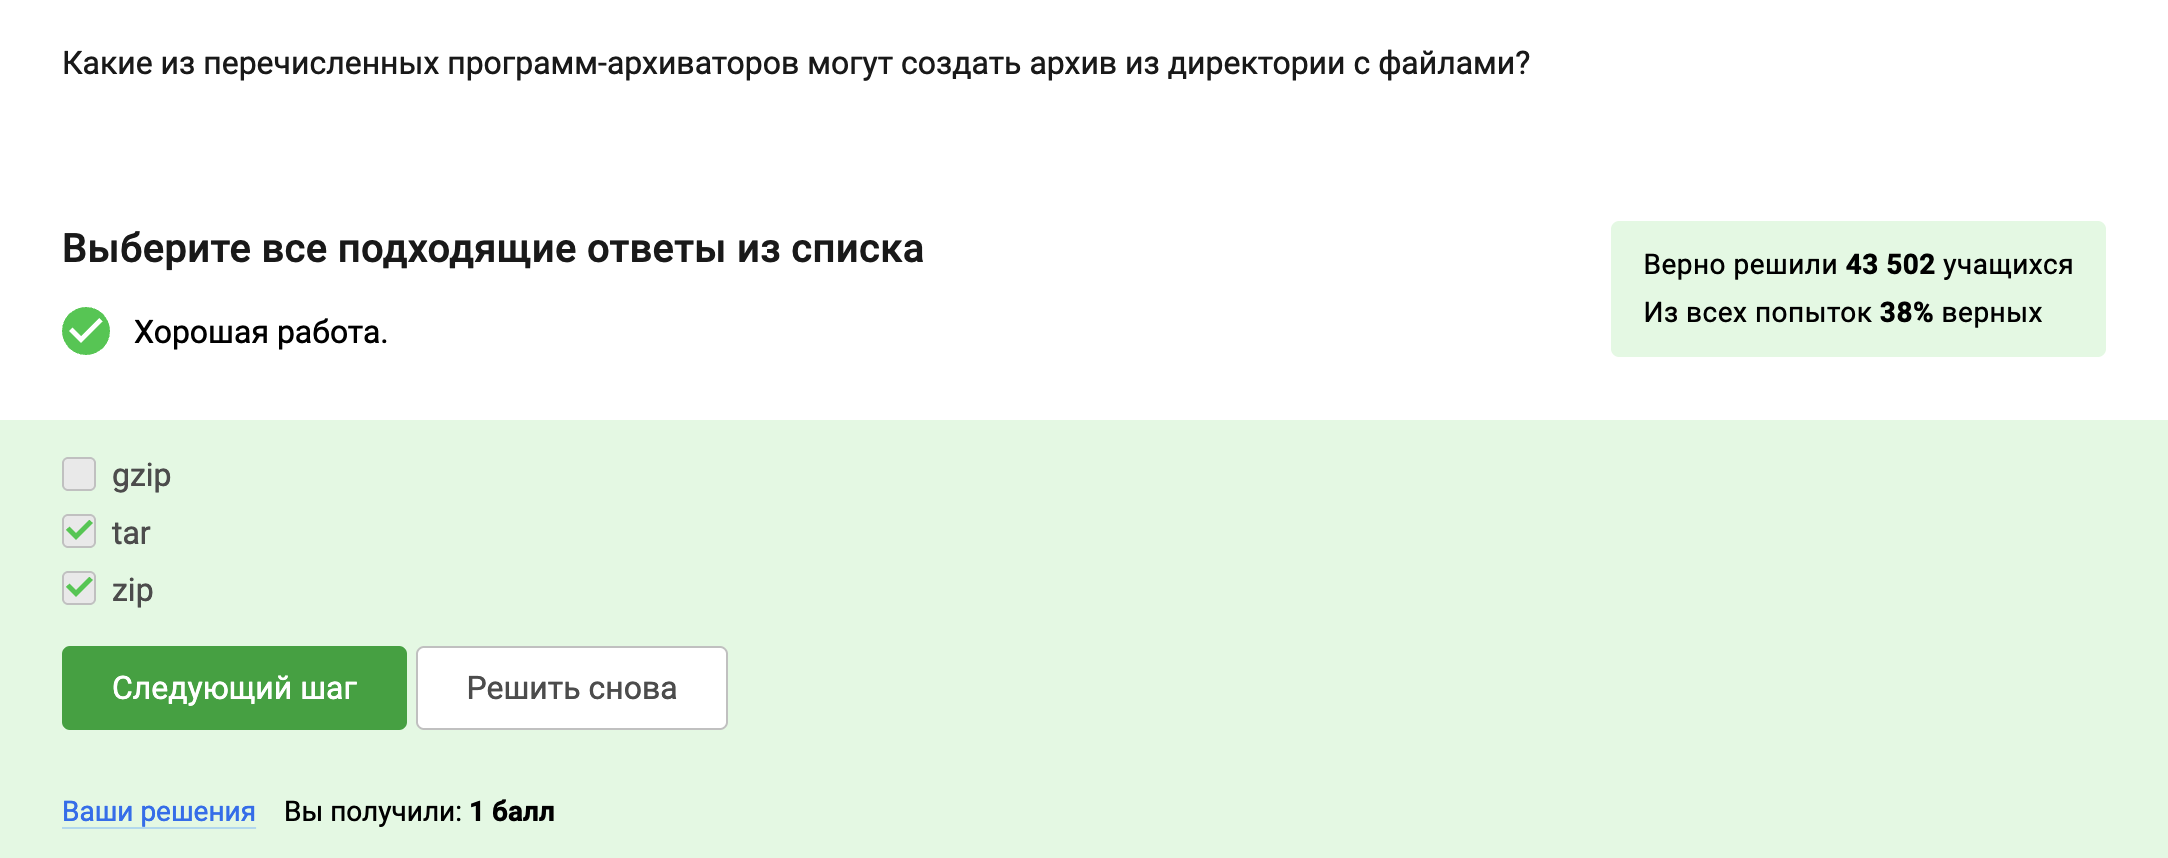 Какие из перечисленных программ-архиваторов могут создать архив из директории с файлами?
Выберите все подходящие ответы из списка
Хорошая работа.
Верно решили 43 502 учащихся
Из всех попыток 38% верных
gzip
tar
zip
Следующий шаг
Решить снова
Ваши решения Вы получили: 1 балл